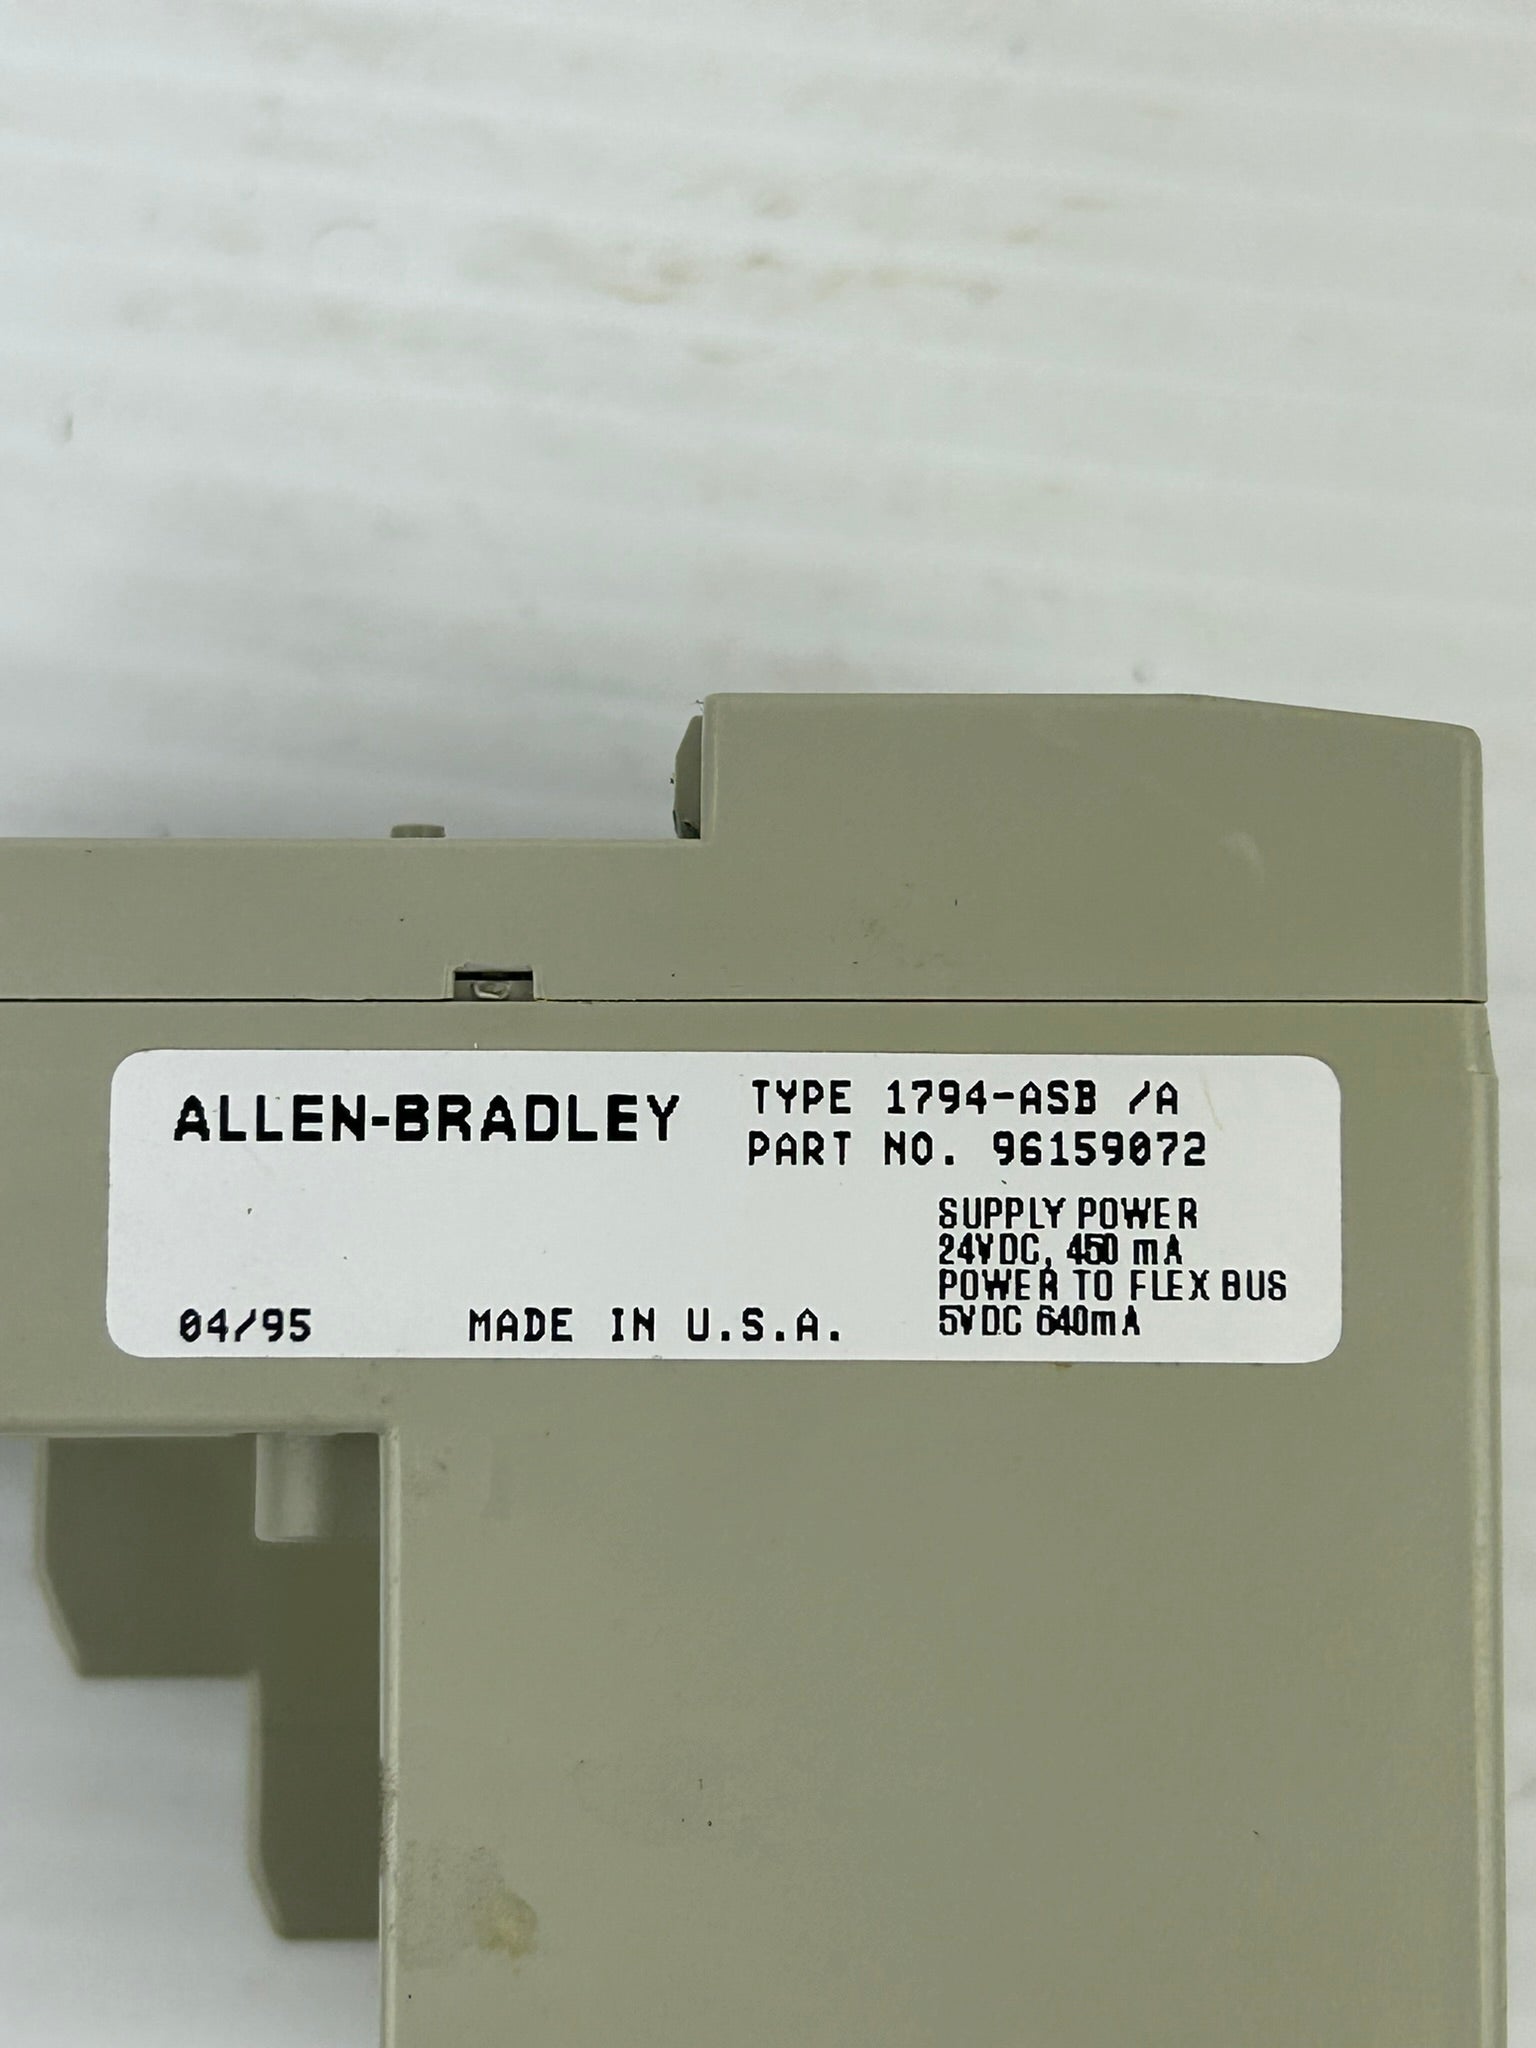 ALLEN-BRADLEY
TYPE 1794-ASB /A
PART NO. 96159072
SUPPLY POWER
24VDC, 450 mA
POWER TO FLEX BUS
5VDC 640mA
04/95
MADE IN U.S.A.